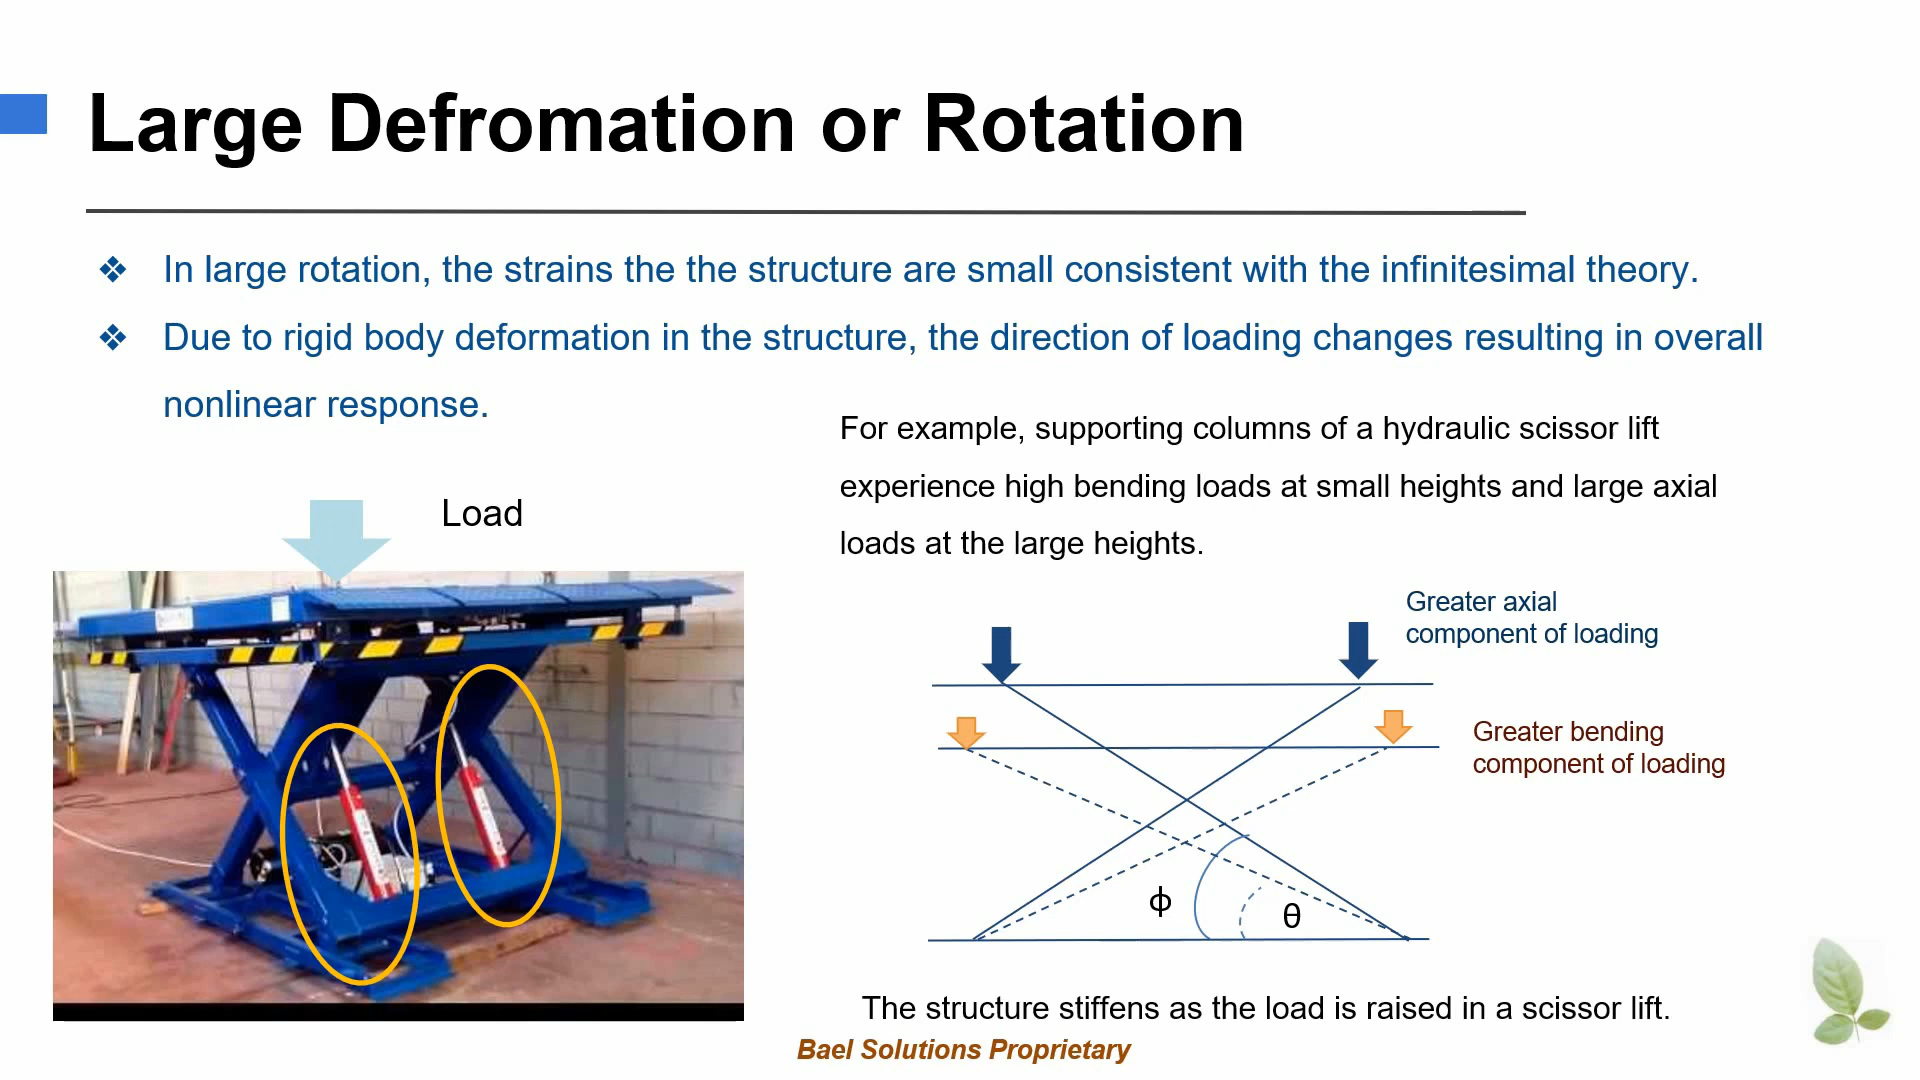 Large Defromation or Rotation
❖ In large rotation, the strains the the structure are small consistent with the infinitesimal theory.
❖ Due to rigid body deformation in the structure, the direction of loading changes resulting in overall
nonlinear response.
For example, supporting columns of a hydraulic scissor lift
experience high bending loads at small heights and large axial
loads at the large heights.
Load
Greater axial
component of loading
Greater bending
component of loading
ϕ
θ
The structure stiffens as the load is raised in a scissor lift.
Bael Solutions Proprietary